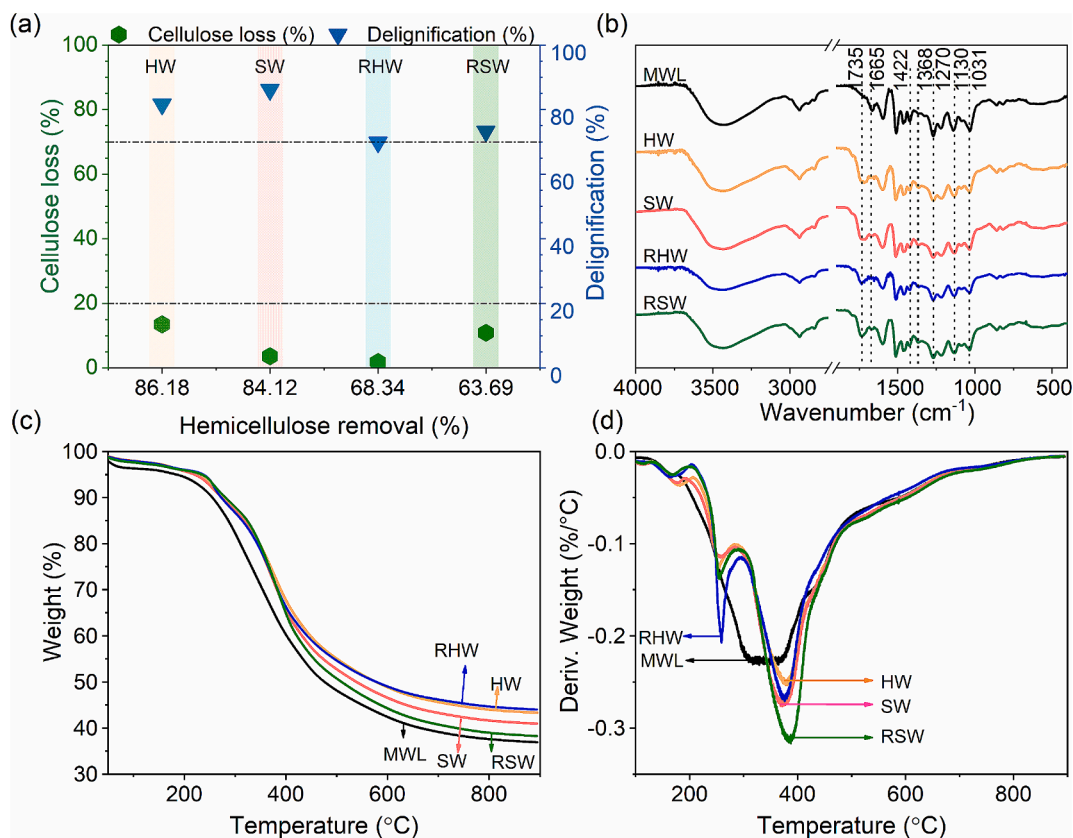 (a)
Cellulose loss (%) Delignification (%)
100 100
HW SW RHW RSW
80 80
60 60
40 40
20 20
0 0
Cellulose loss (%)
Delignification (%)
86.18 84.12 68.34 63.69
Hemicellulose removal (%)
(b)
1735 1665 1422 1368 1270 1130 1031
MWL
HW
SW
RHW
RSW
4000 3000 1500 1000 500
Wavenumber (cm⁻¹)
(c)
100
90
80
70
60
50
40
30
Weight (%)
RHW
HW
MWL SW RSW
200 400 600 800
Temperature (°C)
(d)
0.0
-0.1
-0.2
-0.3
Deriv. Weight (%/°C)
RHW
MWL
HW
SW
RSW
200 400 600 800
Temperature (°C)